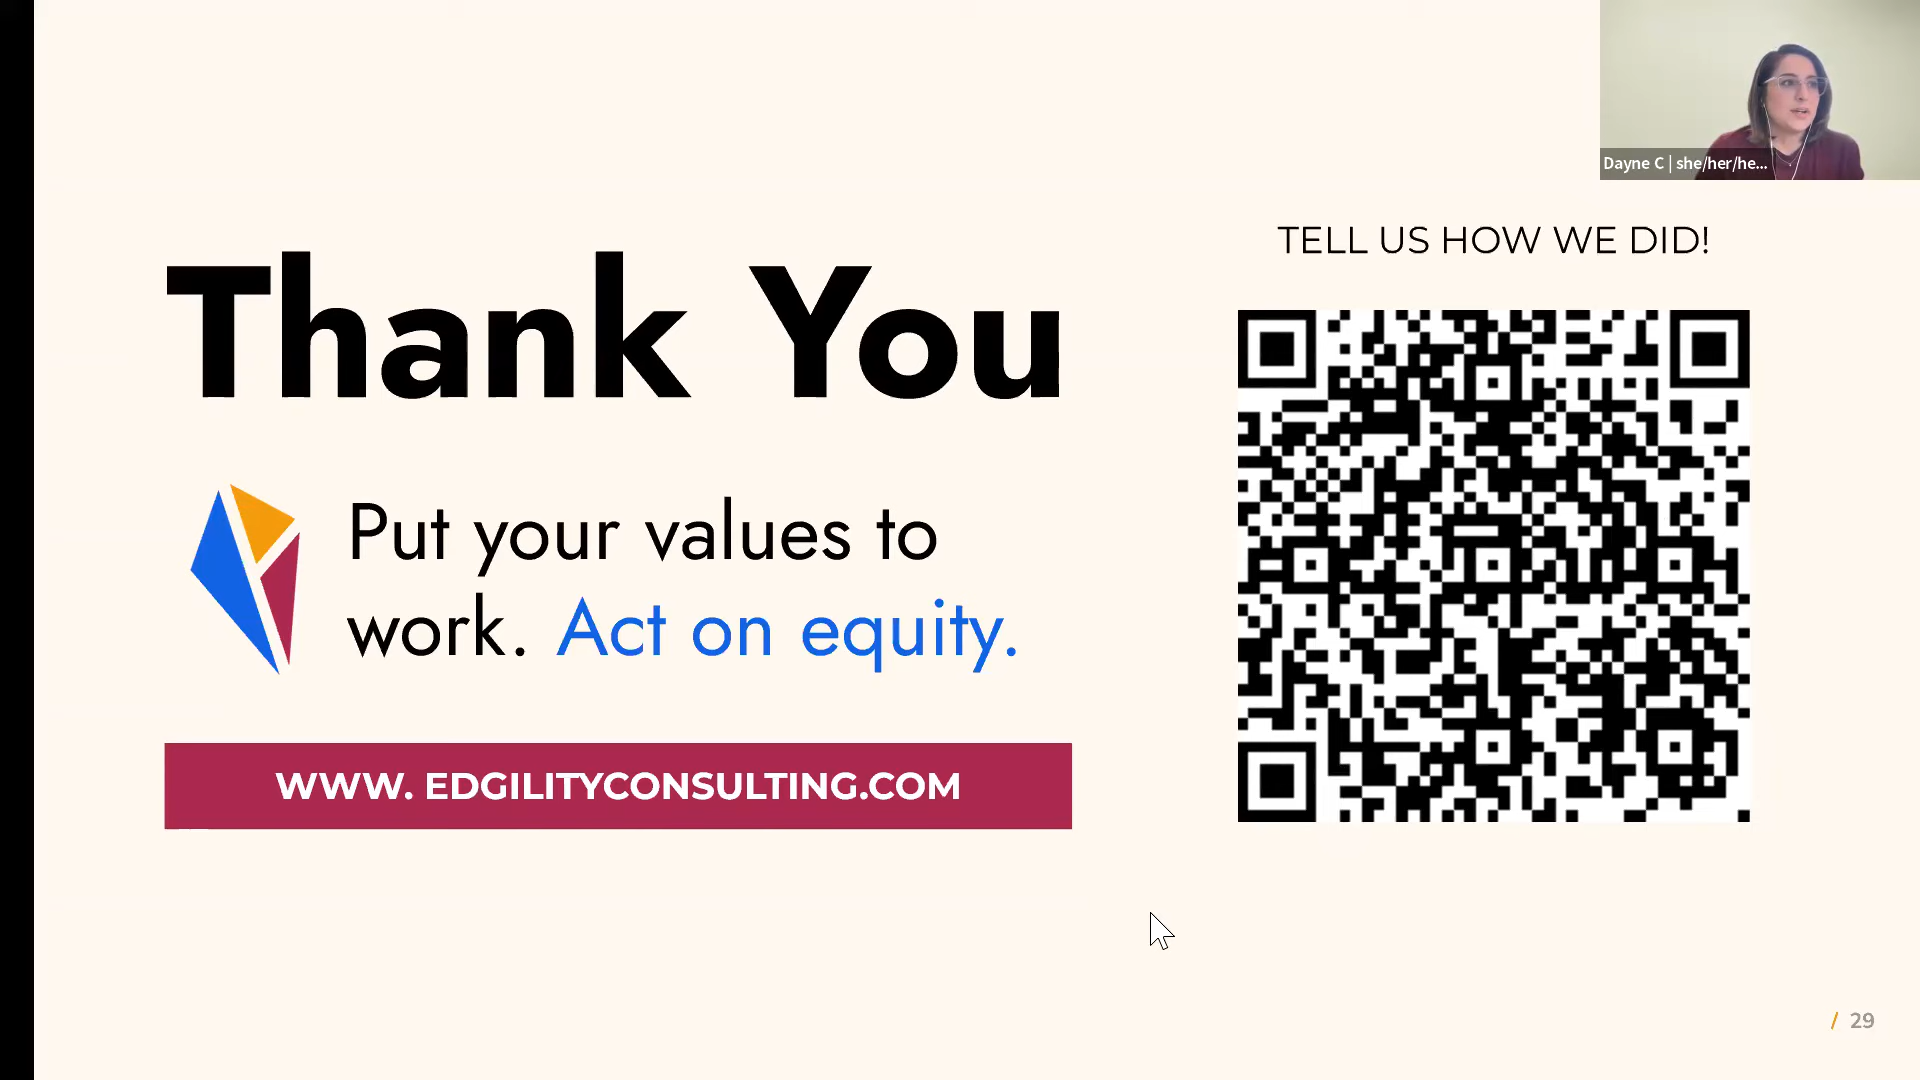 Dayne C | she/her/he...
TELL US HOW WE DID!
Thank You
Put your values to
work. Act on equity.
WWW. EDGILITYCONSULTING.COM
/ 29